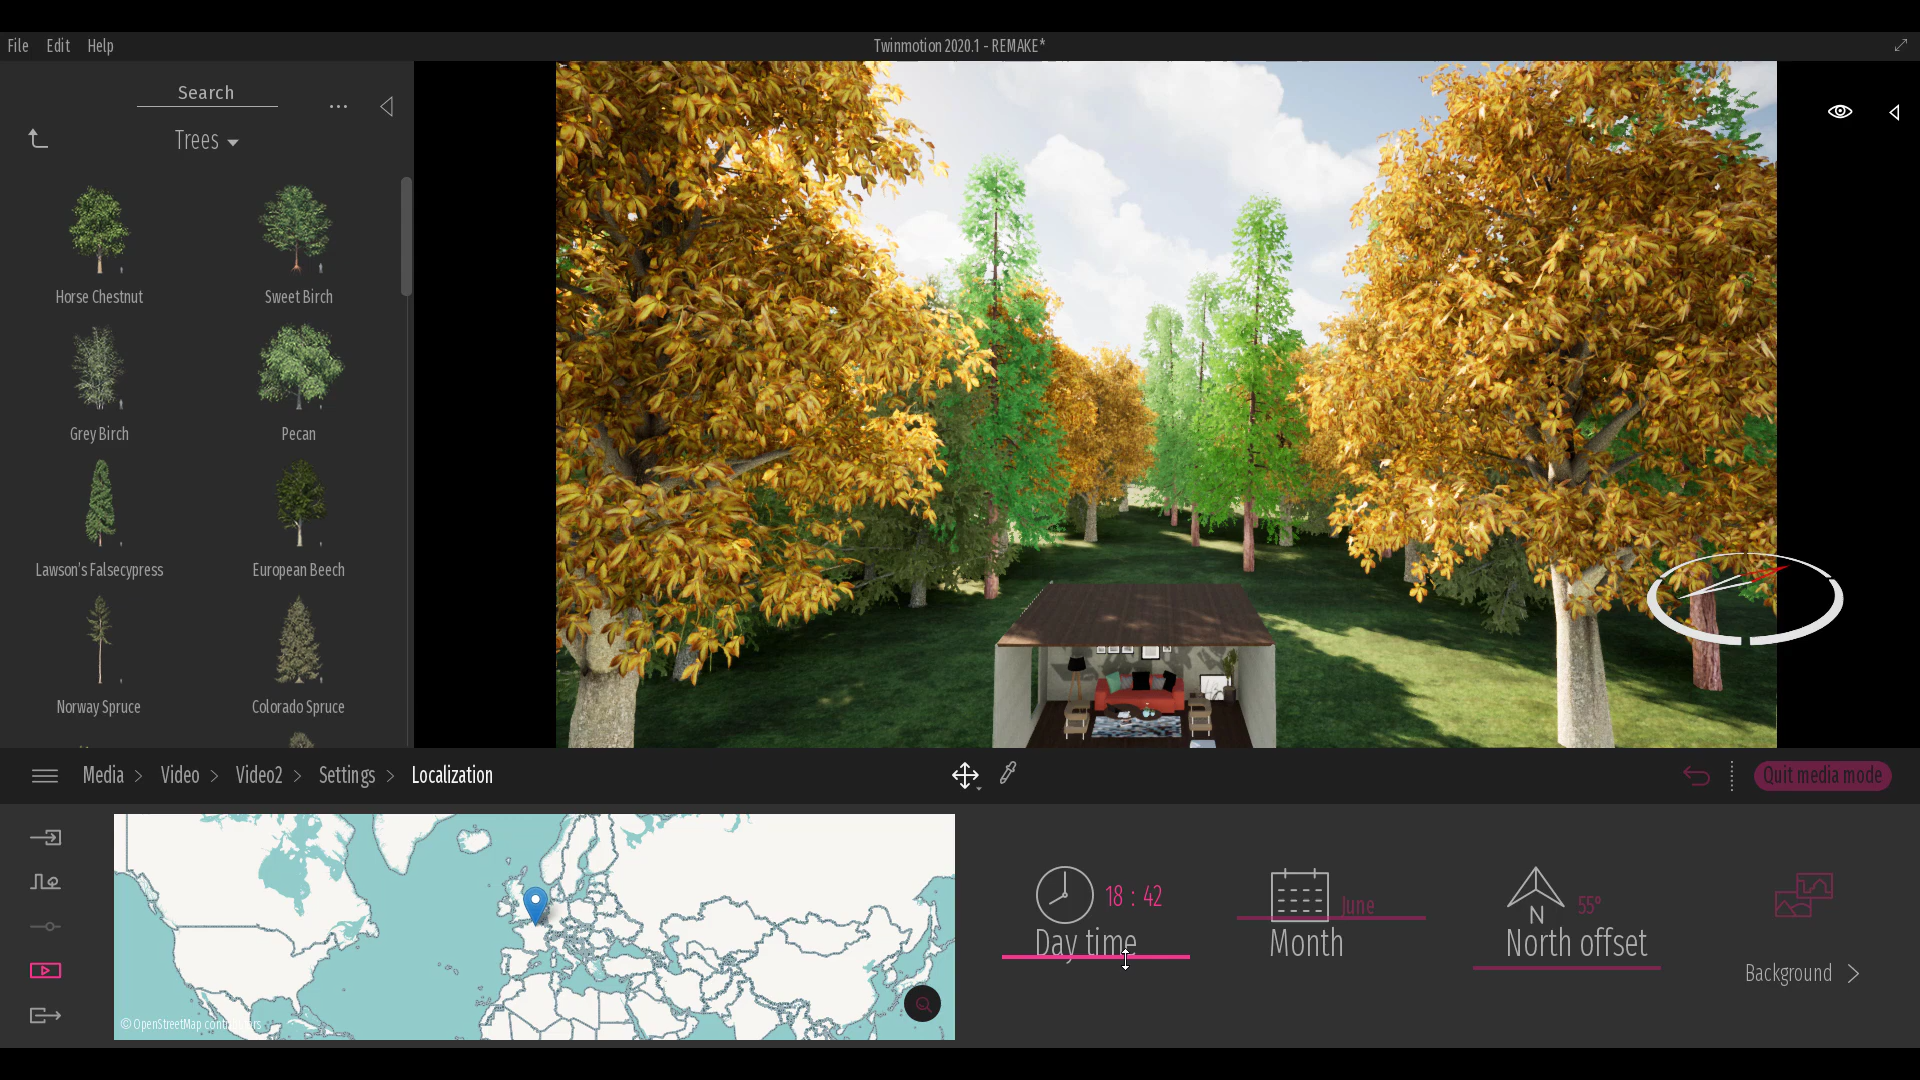 File Edit Help
Twinmotion 2020.1 - REMAKE*
Search
...
Trees
Horse Chestnut
Sweet Birch
Grey Birch
Pecan
Lawson's Falsecypress
European Beech
Norway Spruce
Colorado Spruce
Media > Video > Video2 > Settings > Localization
Quit media mode
18 : 42
Day time
June
Month
N
55°
North offset
Background >
© OpenStreetMap contributors